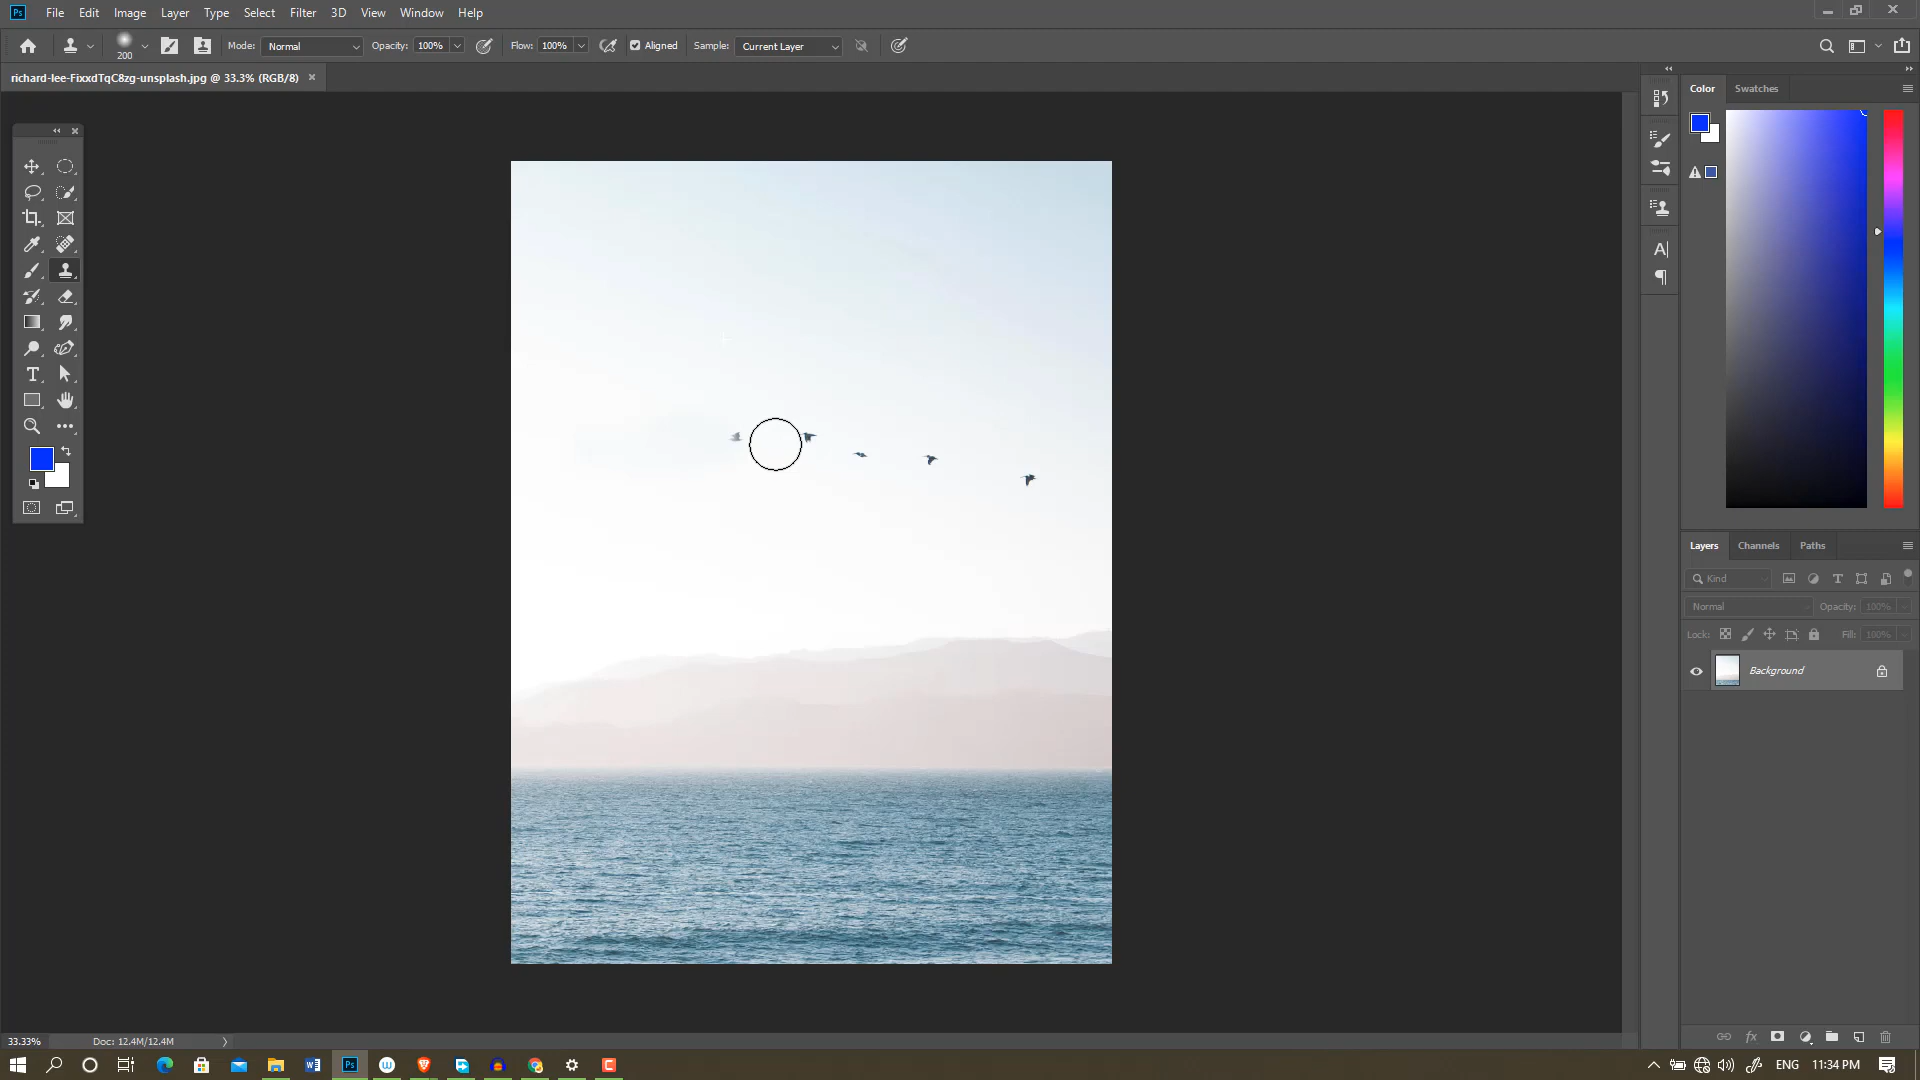 Ps File Edit Image Layer Type Select Filter 3D View Window Help
200 Mode: Normal Opacity: 100% Flow: 100% Aligned Sample: Current Layer
richard-lee-FixxdTqC8zg-unsplash.jpg @ 33.3% (RGB/8)
Color Swatches
Layers Channels Paths
Kind
Normal Opacity: 100%
Lock: Fill: 100%
Background
33.33% Doc: 12.4M/12.4M
ENG 11:34 PM